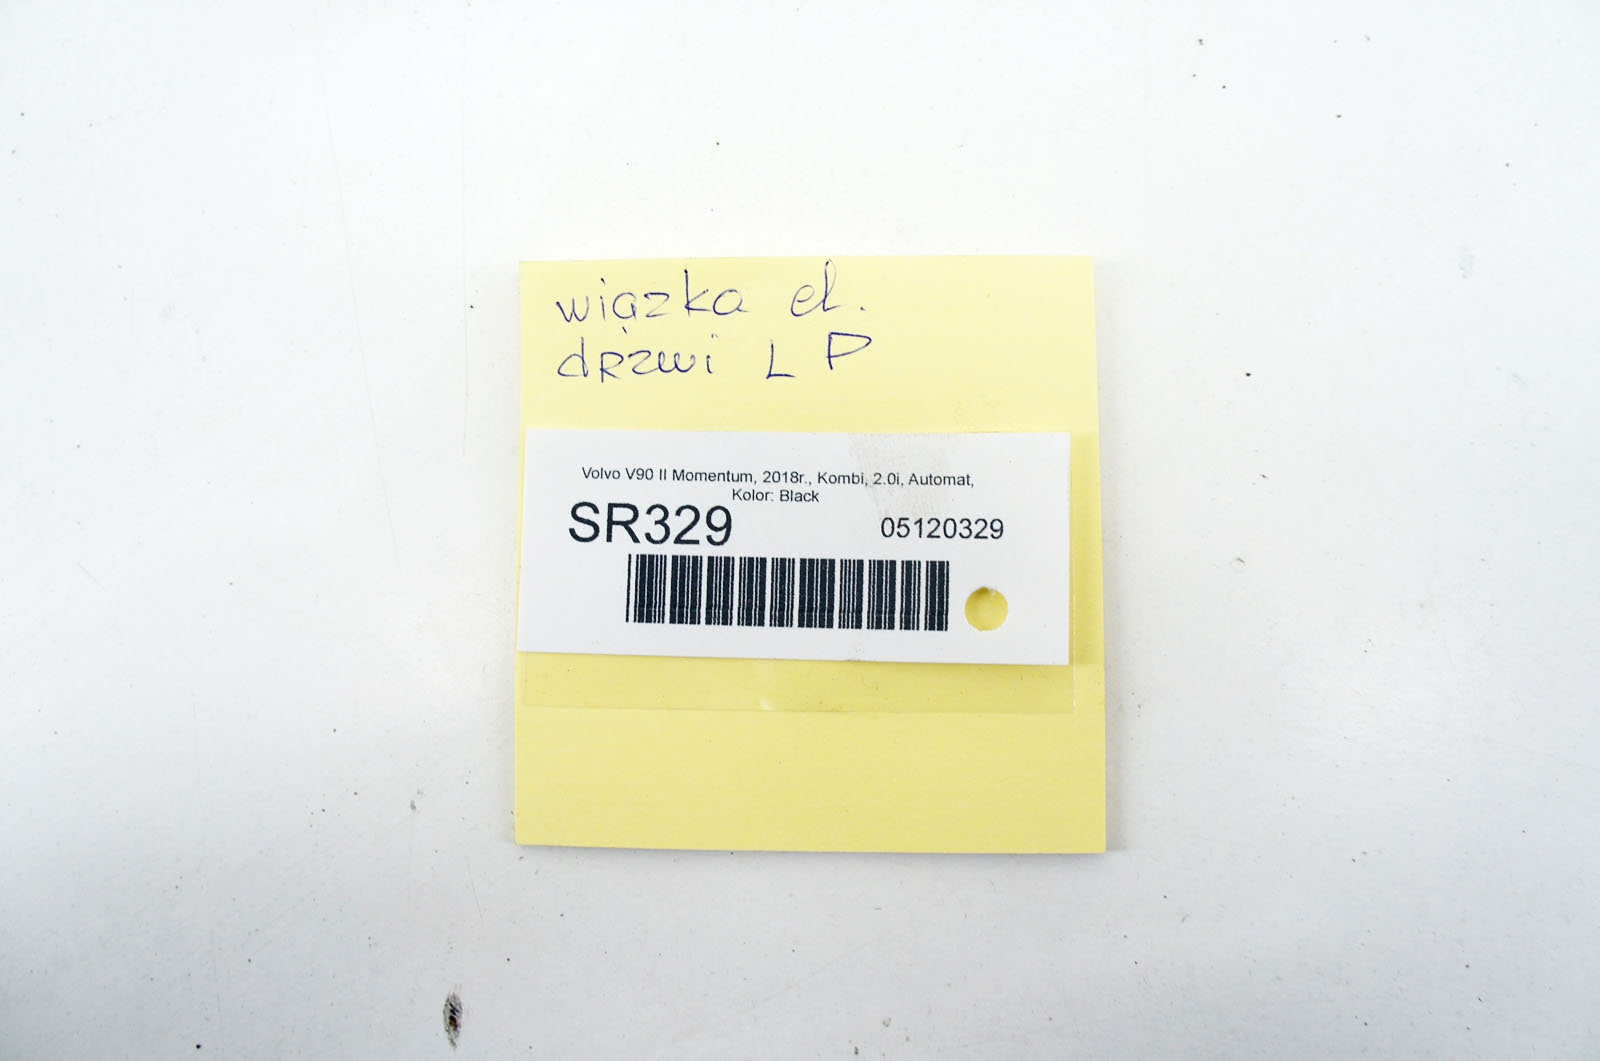 wiązka el.
drzwi L P
Volvo V90 II Momentum, 2018r., Kombi, 2.0i, Automat,
Kolor: Black
SR329 05120329